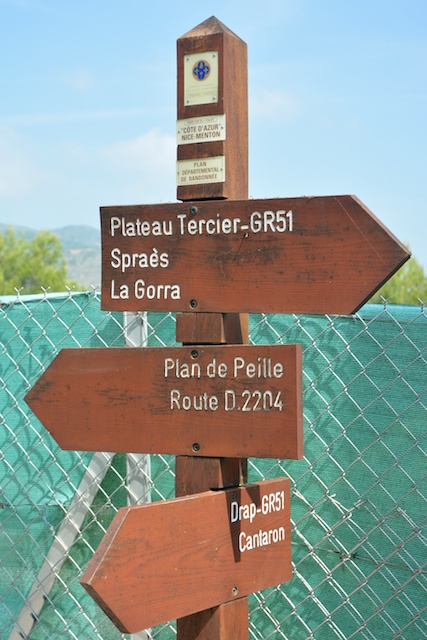 "CÔTE D'AZUR"
NICE-MENTON
PLAN
DÉPARTEMENTAL
DE RANDONNÉE
Plateau Tercier-GR51
Spraès
La Gorra
Plan de Peille
Route D.2204
Drap-GR51
Cantaron